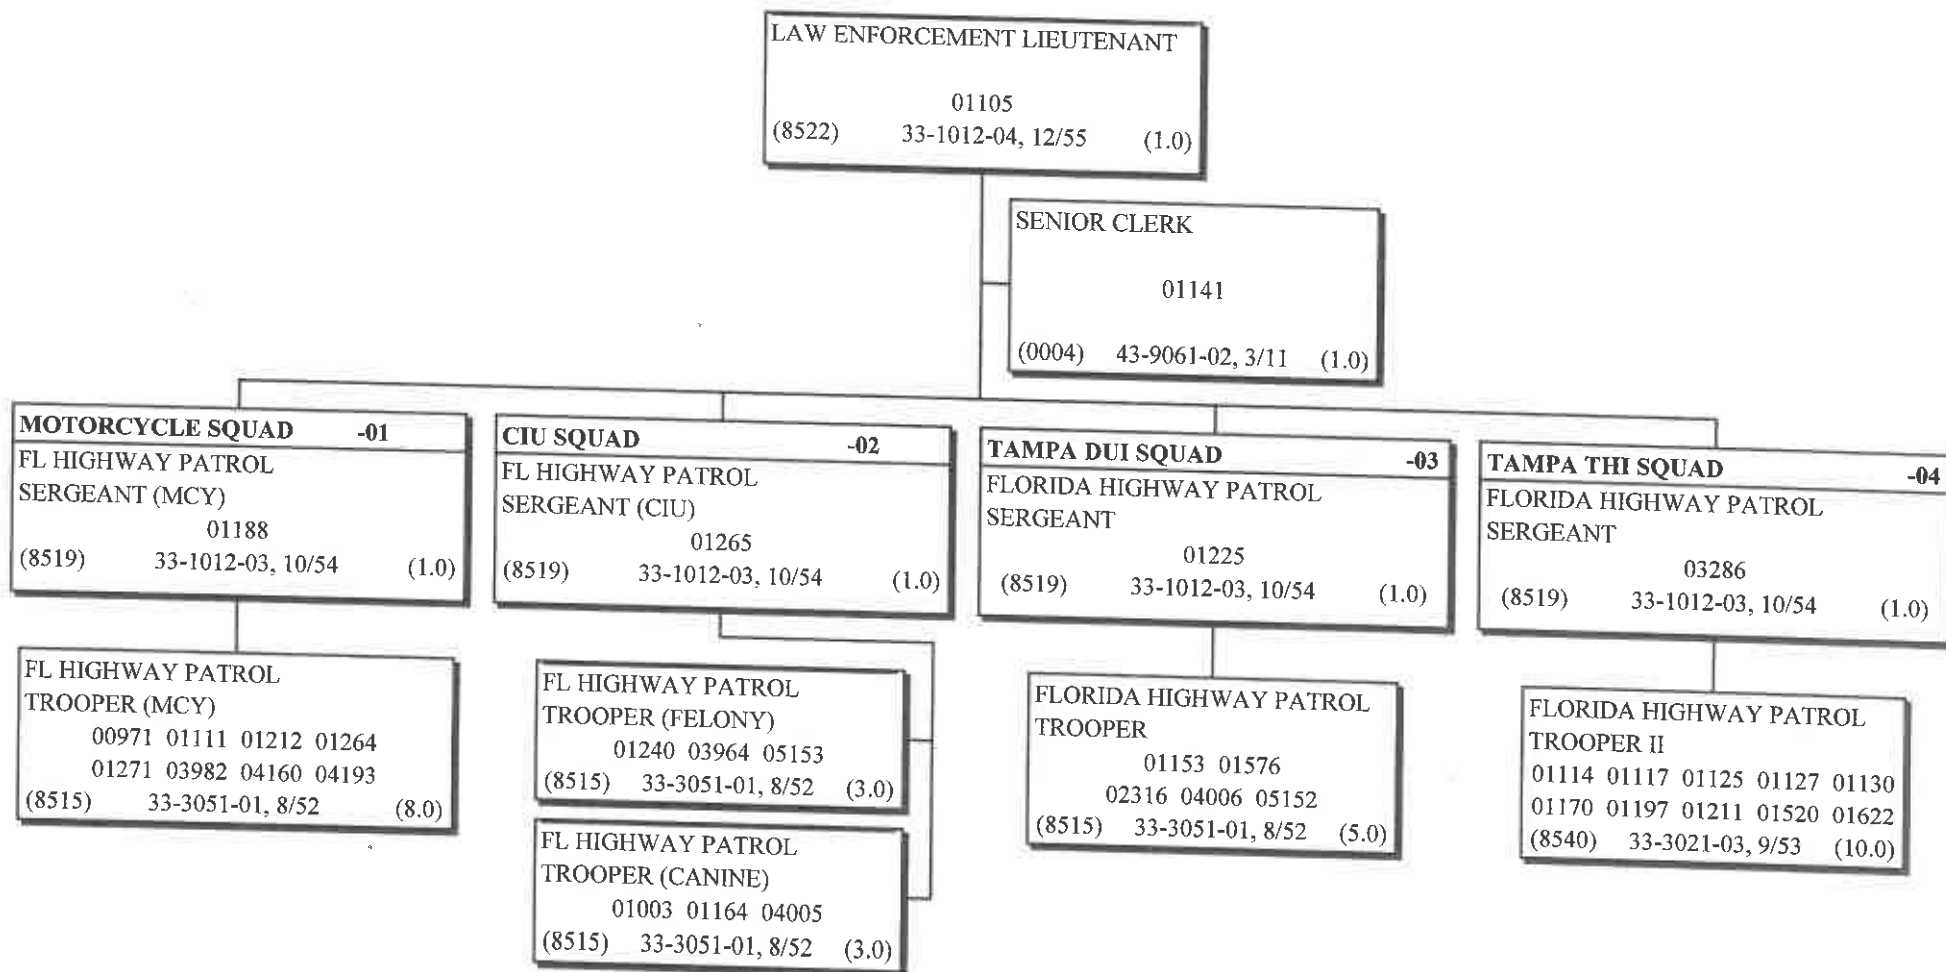 LAW ENFORCEMENT LIEUTENANT
01105
(8522) 33-1012-04, 12/55 (1.0)
SENIOR CLERK
01141
(0004) 43-9061-02, 3/11 (1.0)
MOTORCYCLE SQUAD -01
FL HIGHWAY PATROL
SERGEANT (MCY)
01188
(8519) 33-1012-03, 10/54 (1.0)
FL HIGHWAY PATROL
TROOPER (MCY)
00971 01111 01212 01264
01271 03982 04160 04193
(8515) 33-3051-01, 8/52 (8.0)
CIU SQUAD -02
FL HIGHWAY PATROL
SERGEANT (CIU)
01265
(8519) 33-1012-03, 10/54 (1.0)
FL HIGHWAY PATROL
TROOPER (FELONY)
01240 03964 05153
(8515) 33-3051-01, 8/52 (3.0)
FL HIGHWAY PATROL
TROOPER (CANINE)
01003 01164 04005
(8515) 33-3051-01, 8/52 (3.0)
TAMPA DUI SQUAD -03
FLORIDA HIGHWAY PATROL
SERGEANT
01225
(8519) 33-1012-03, 10/54 (1.0)
FLORIDA HIGHWAY PATROL
TROOPER
01153 01576
02316 04006 05152
(8515) 33-3051-01, 8/52 (5.0)
TAMPA THI SQUAD -04
FLORIDA HIGHWAY PATROL
SERGEANT
03286
(8519) 33-1012-03, 10/54 (1.0)
FLORIDA HIGHWAY PATROL
TROOPER II
01114 01117 01125 01127 01130
01170 01197 01211 01520 01622
(8540) 33-3021-03, 9/53 (10.0)